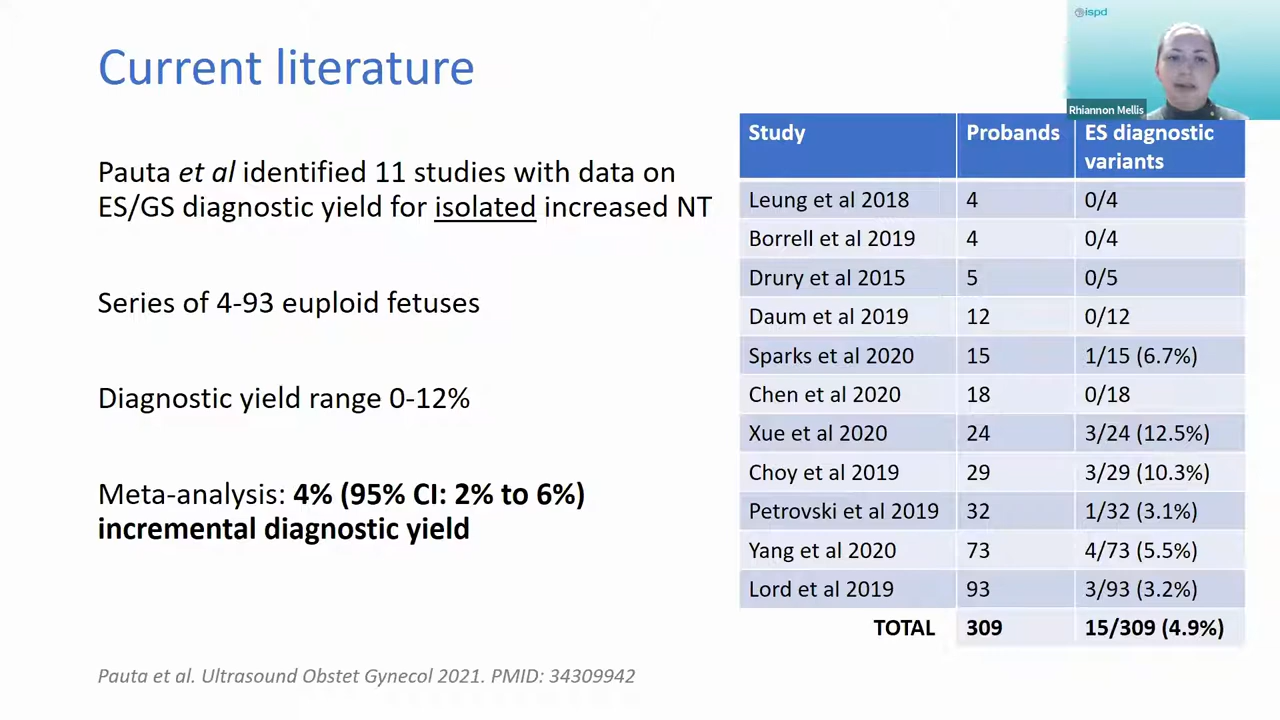 Current literature
Pauta et al identified 11 studies with data on
ES/GS diagnostic yield for isolated increased NT
Series of 4-93 euploid fetuses
Diagnostic yield range 0-12%
Meta-analysis: 4% (95% CI: 2% to 6%)
incremental diagnostic yield
Pauta et al. Ultrasound Obstet Gynecol 2021. PMID: 34309942
ispd
Rhiannon Mellis
Study Probands ES diagnostic variants
Leung et al 2018 4 0/4
Borrell et al 2019 4 0/4
Drury et al 2015 5 0/5
Daum et al 2019 12 0/12
Sparks et al 2020 15 1/15 (6.7%)
Chen et al 2020 18 0/18
Xue et al 2020 24 3/24 (12.5%)
Choy et al 2019 29 3/29 (10.3%)
Petrovski et al 2019 32 1/32 (3.1%)
Yang et al 2020 73 4/73 (5.5%)
Lord et al 2019 93 3/93 (3.2%)
TOTAL 309 15/309 (4.9%)